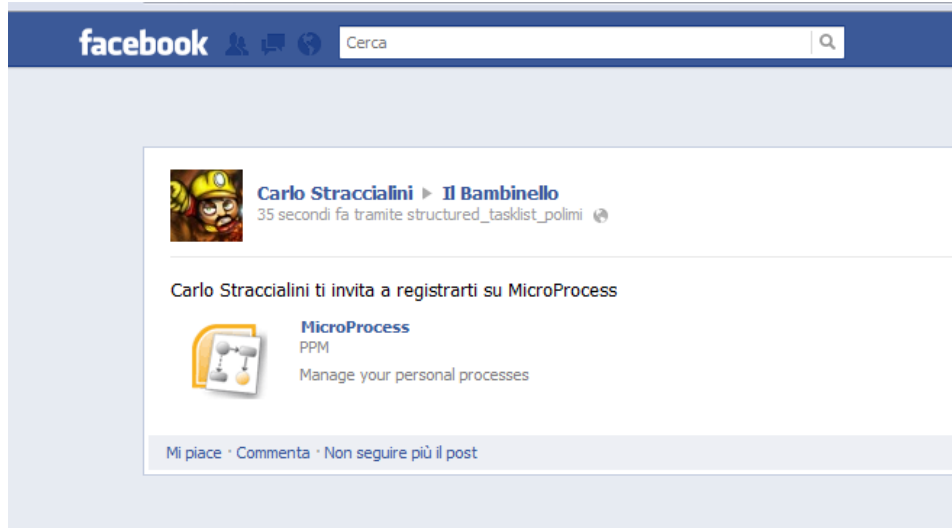 facebook Cerca
Carlo Straccialini ▸ Il Bambinello
35 secondi fa tramite structured_tasklist_polimi
Carlo Straccialini ti invita a registrarti su MicroProcess
MicroProcess
PPM
Manage your personal processes
Mi piace · Commenta · Non seguire più il post